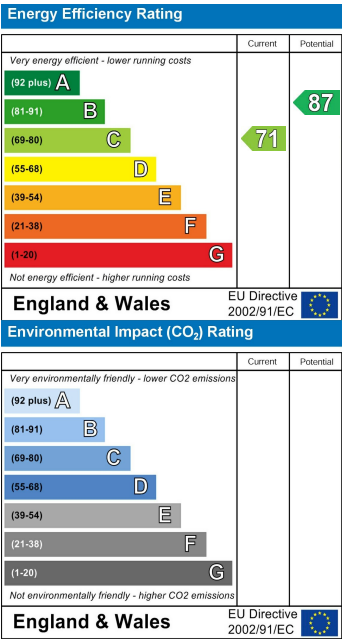 Energy Efficiency Rating
Current Potential
Very energy efficient - lower running costs
(92 plus) A
(81-91) B
87
(69-80) C
71
(55-68) D
(39-54) E
(21-38) F
(1-20) G
Not energy efficient - higher running costs
England & Wales
EU Directive
2002/91/EC
Environmental Impact (CO₂) Rating
Current Potential
Very environmentally friendly - lower CO2 emissions
(92 plus) A
(81-91) B
(69-80) C
(55-68) D
(39-54) E
(21-38) F
(1-20) G
Not environmentally friendly - higher CO2 emissions
England & Wales
EU Directive
2002/91/EC